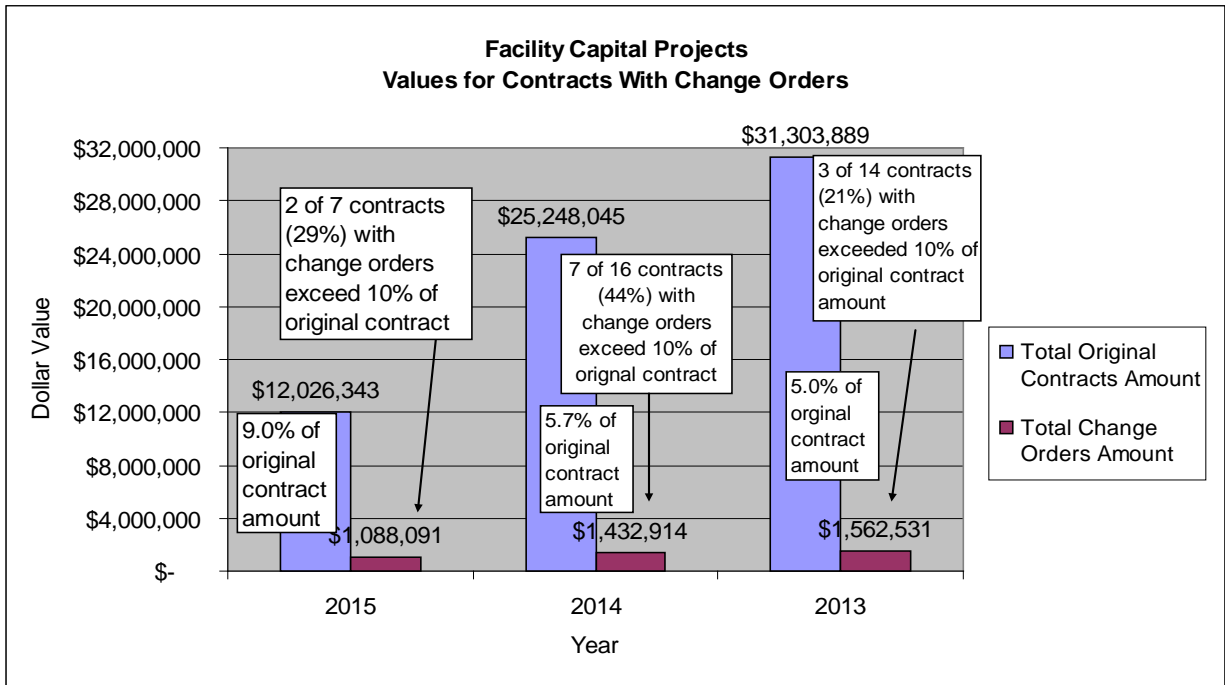 Facility Capital Projects
Values for Contracts With Change Orders
$31,303,889
$32,000,000
$28,000,000
$24,000,000
$20,000,000
$16,000,000
$12,000,000
$8,000,000
$4,000,000
$-
Dollar Value
2 of 7 contracts
(29%) with
change orders
exceed 10% of
original contract
$12,026,343
9.0% of
original
contract
amount
$1,088,091
$25,248,045
7 of 16 contracts
(44%) with
change orders
exceed 10% of
orignal contract
5.7% of
original
contract
amount
$1,432,914
3 of 14 contracts
(21%) with
change orders
exceeded 10% of
original contract
amount
5.0% of
orginal
contract
amount
$1,562,531
2015
2014
2013
Year
Total Original
Contracts Amount
Total Change
Orders Amount